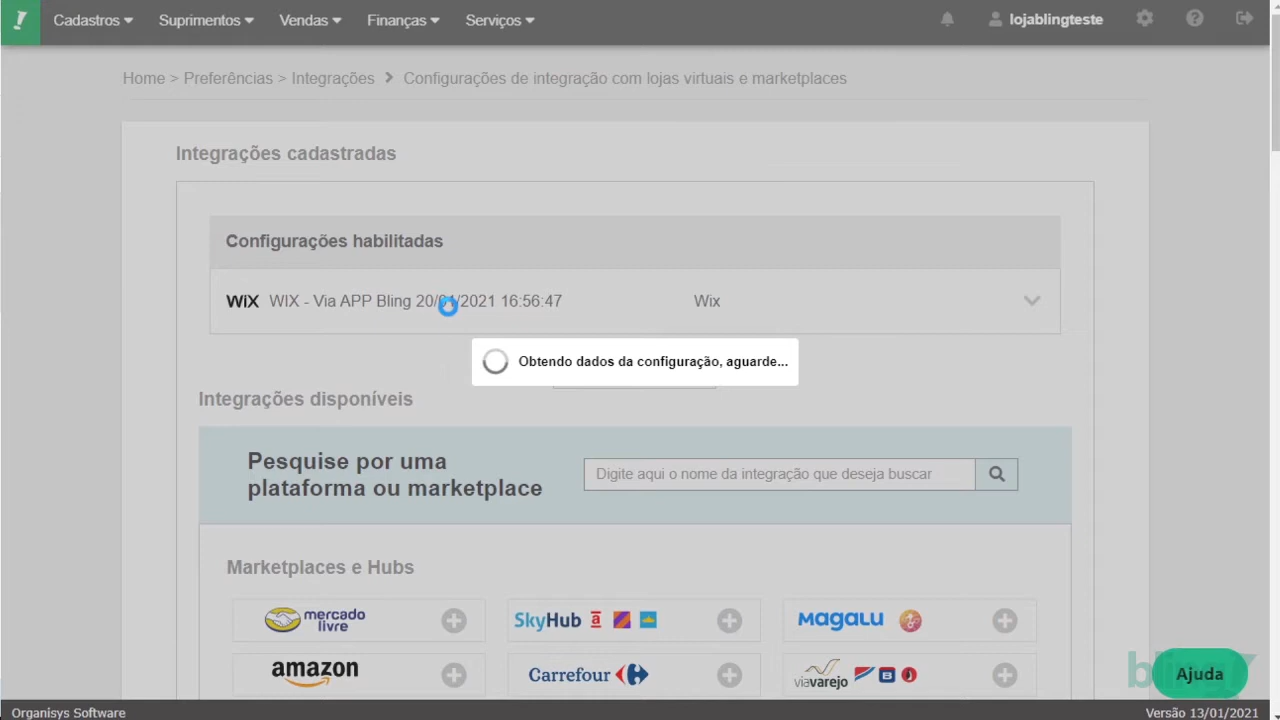 Cadastros Suprimentos Vendas Finanças Serviços lojablingteste
Home > Preferências > Integrações > Configurações de integração com lojas virtuais e marketplaces
Integrações cadastradas
Configurações habilitadas
WiX WIX - Via APP Bling 20/01/2021 16:56:47 Wix
Obtendo dados da configuração, aguarde...
Integrações disponíveis
Pesquise por uma
plataforma ou marketplace
Digite aqui o nome da integração que deseja buscar
Marketplaces e Hubs
mercado
livre
SkyHub a
MAGALU
amazon
Carrefour
viavarejo B
bling
Ajuda
Organisys Software
Versão 13/01/2021